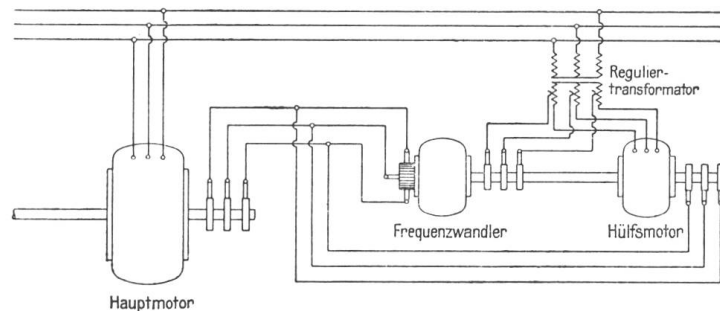 Regulier-
transformator
Frequenzwandler
Hülfsmotor
Hauptmotor